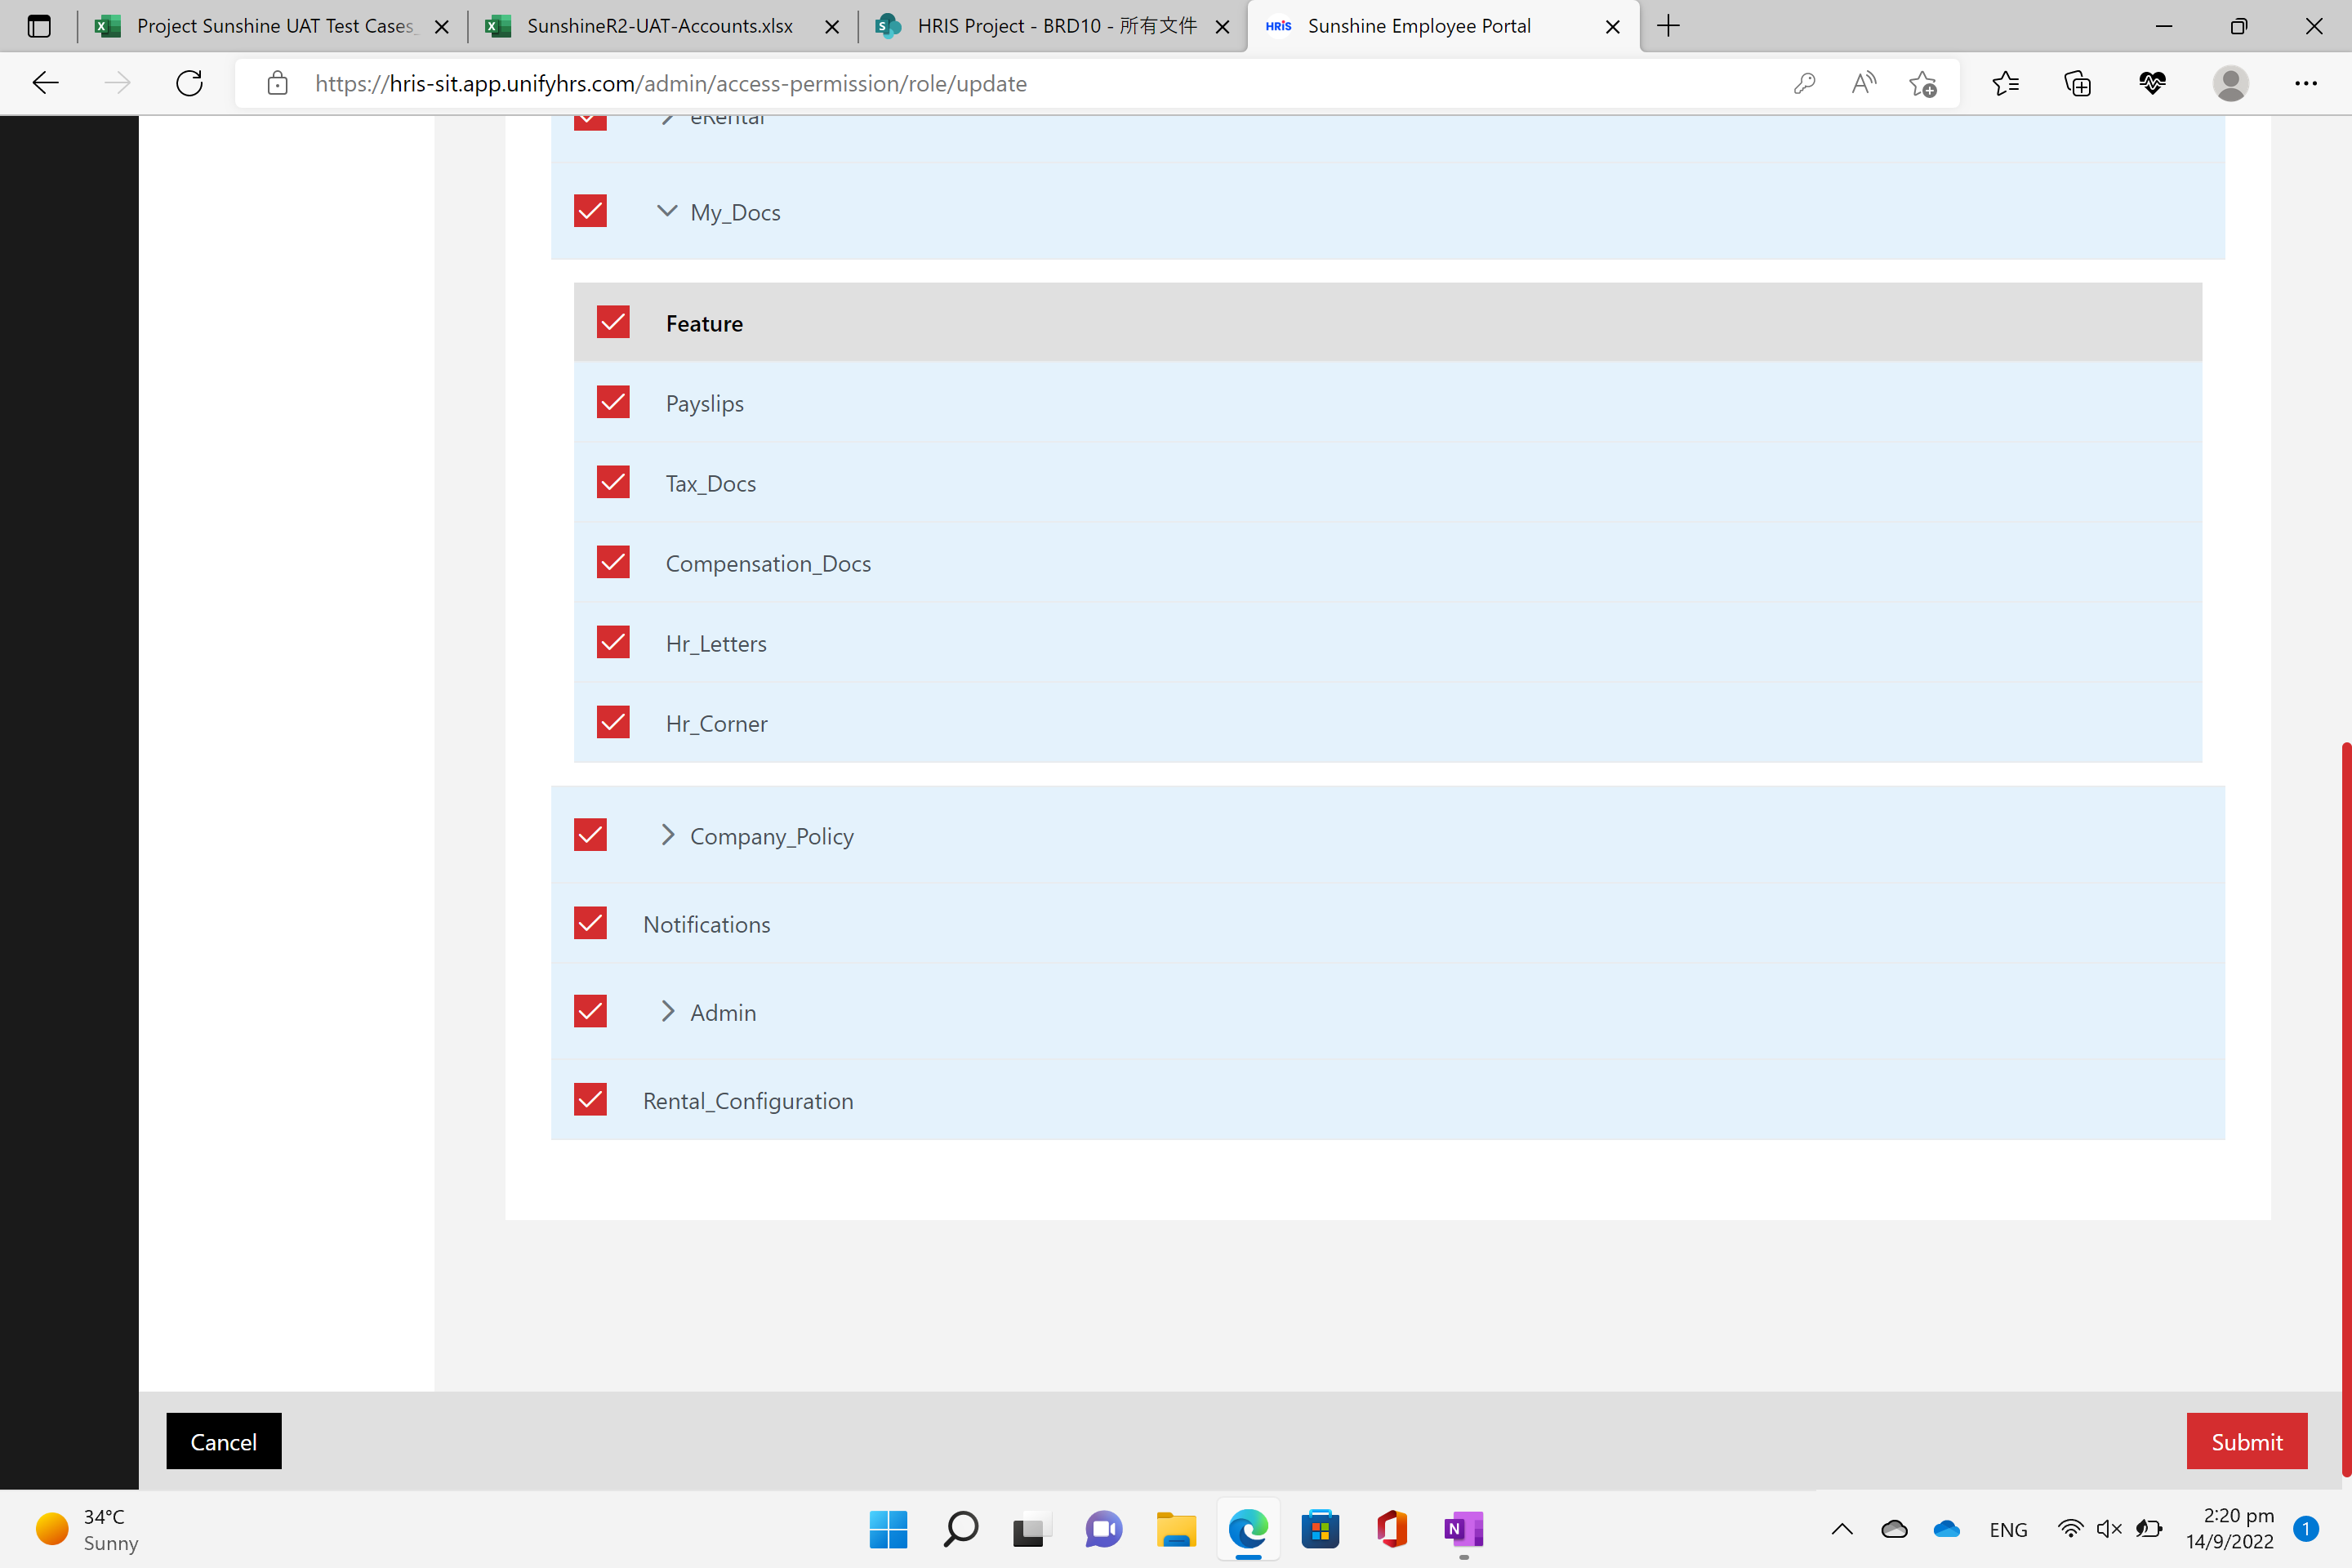 Project Sunshine UAT Test Cases_
SunshineR2-UAT-Accounts.xlsx
HRIS Project - BRD10 - 所有文件
HRIS
Sunshine Employee Portal
https://hris-sit.app.unifyhrs.com/admin/access-permission/role/update
eRental
My_Docs
Feature
Payslips
Tax_Docs
Compensation_Docs
Hr_Letters
Hr_Corner
Company_Policy
Notifications
Admin
Rental_Configuration
Cancel
Submit
34°C
Sunny
ENG
2:20 pm
14/9/2022
1